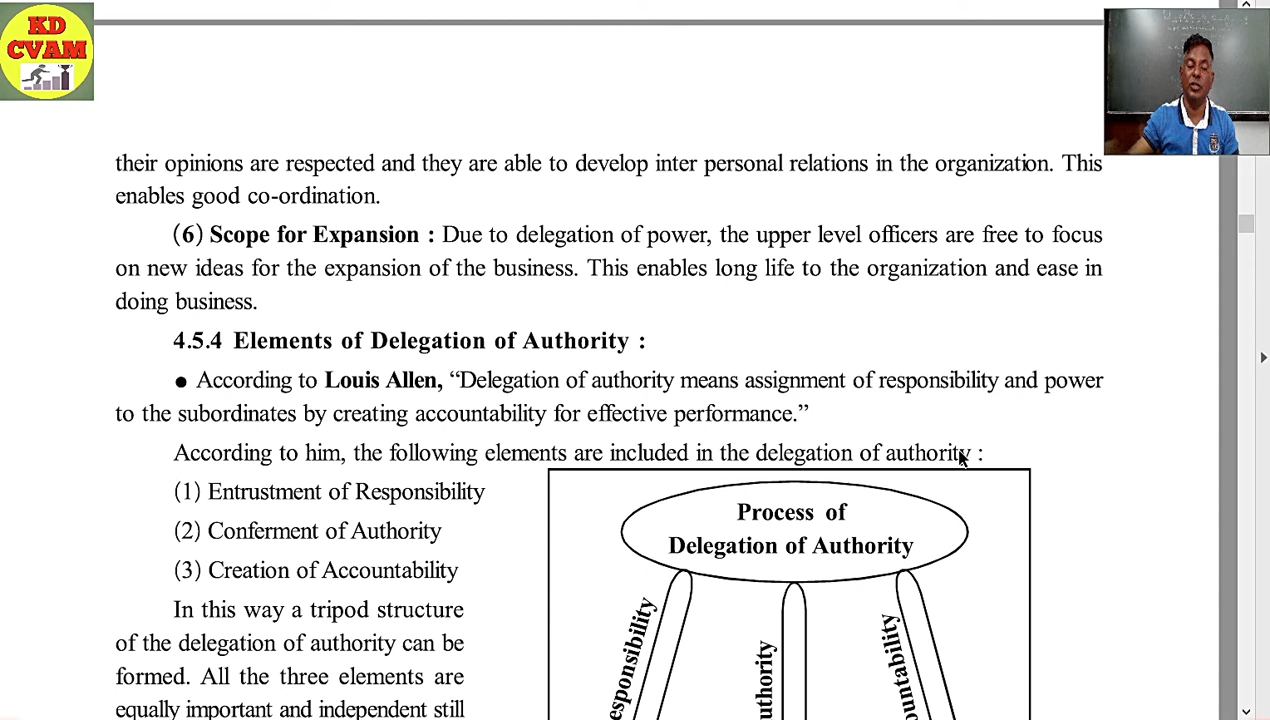 KD
CVAM
their opinions are respected and they are able to develop inter personal relations in the organization. This
enables good co-ordination.
(6) Scope for Expansion : Due to delegation of power, the upper level officers are free to focus
on new ideas for the expansion of the business. This enables long life to the organization and ease in
doing business.
4.5.4 Elements of Delegation of Authority :
● According to Louis Allen, “Delegation of authority means assignment of responsibility and power
to the subordinates by creating accountability for effective performance.”
According to him, the following elements are included in the delegation of authority :
(1) Entrustment of Responsibility
(2) Conferment of Authority
(3) Creation of Accountability
In this way a tripod structure
of the delegation of authority can be
formed. All the three elements are
equally important and independent still
Process of
Delegation of Authority
esponsibility
uthority
ountability